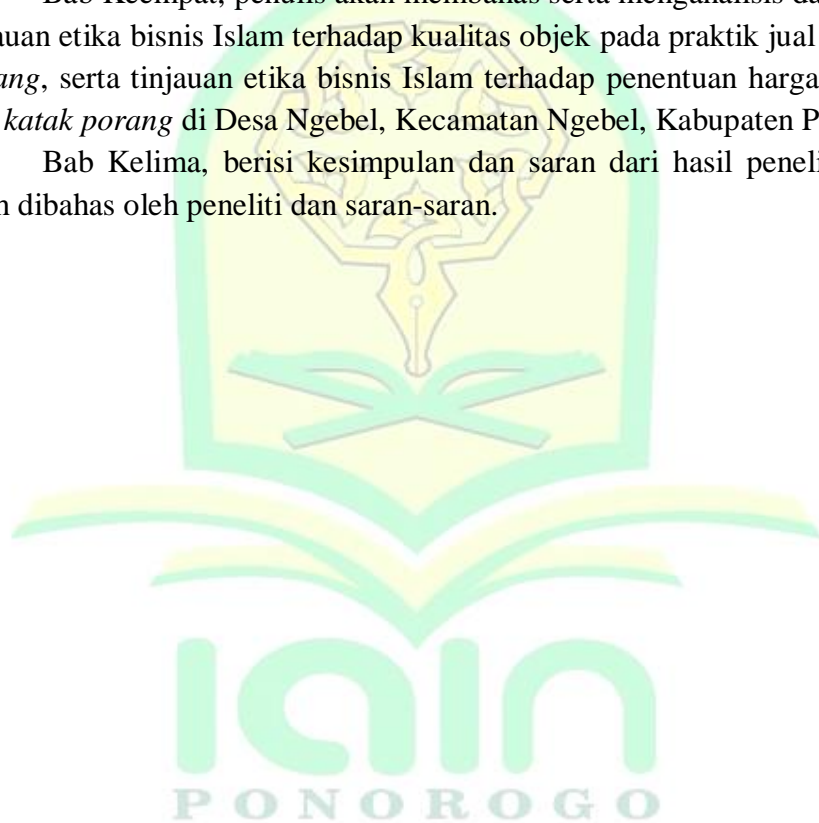 Bab Keempat, penulis akan membahas serta menganalisis da
auan etika bisnis Islam terhadap kualitas objek pada praktik jual
ang, serta tinjauan etika bisnis Islam terhadap penentuan harga
katak porang di Desa Ngebel, Kecamatan Ngebel, Kabupaten P
Bab Kelima, berisi kesimpulan dan saran dari hasil peneli
n dibahas oleh peneliti dan saran-saran.
iain
PONOROGO